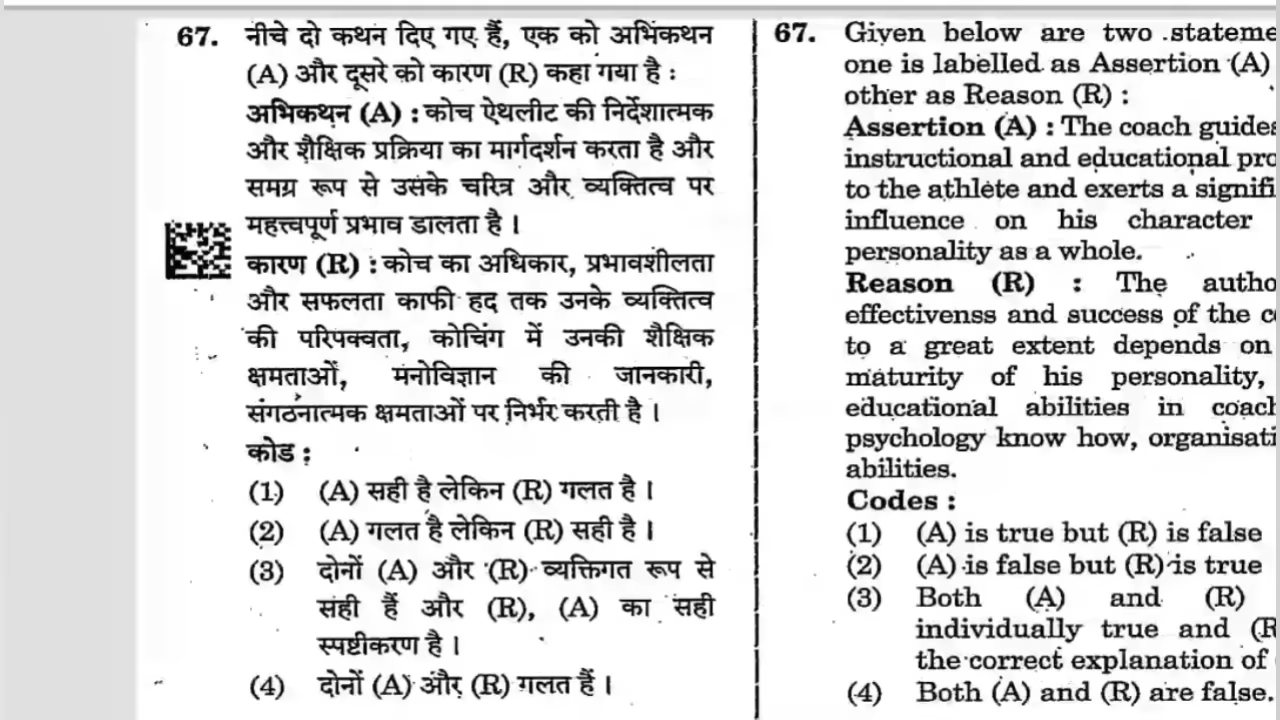 67. नीचे दो कथन दिए गए हैं, एक को अभिकथन
(A) और दूसरे को कारण (R) कहा गया है :
अभिकथन (A) : कोच ऐथलीट की निर्देशात्मक
और शैक्षिक प्रक्रिया का मार्गदर्शन करता है और
समग्र रूप से उसके चरित्र और व्यक्तित्व पर
महत्त्वपूर्ण प्रभाव डालता है ।
कारण (R) : कोच का अधिकार, प्रभावशीलता
और सफलता काफी हद तक उनके व्यक्तित्व
की परिपक्वता, कोचिंग में उनकी शैक्षिक
क्षमताओं, मनोविज्ञान की जानकारी,
संगठनात्मक क्षमताओं पर निर्भर करती है ।
कोड :
(1) (A) सही है लेकिन (R) गलत है ।
(2) (A) गलत है लेकिन (R) सही है ।
(3) दोनों (A) और (R) व्यक्तिगत रूप से
सही हैं और (R), (A) का सही
स्पष्टीकरण है ।
(4) दोनों (A) और (R) गलत हैं ।
67. Given below are two stateme
one is labelled as Assertion (A)
other as Reason (R) :
Assertion (A) : The coach guides
instructional and educational pro
to the athlete and exerts a signifi
influence on his character
personality as a whole.
Reason (R) : The autho
effectivenss and success of the c
to a great extent depends on
maturity of his personality,
educational abilities in coach
psychology know how, organisati
abilities.
Codes :
(1) (A) is true but (R) is false
(2) (A) is false but (R) is true
(3) Both (A) and (R)
individually true and (R
the correct explanation of
(4) Both (A) and (R) are false.